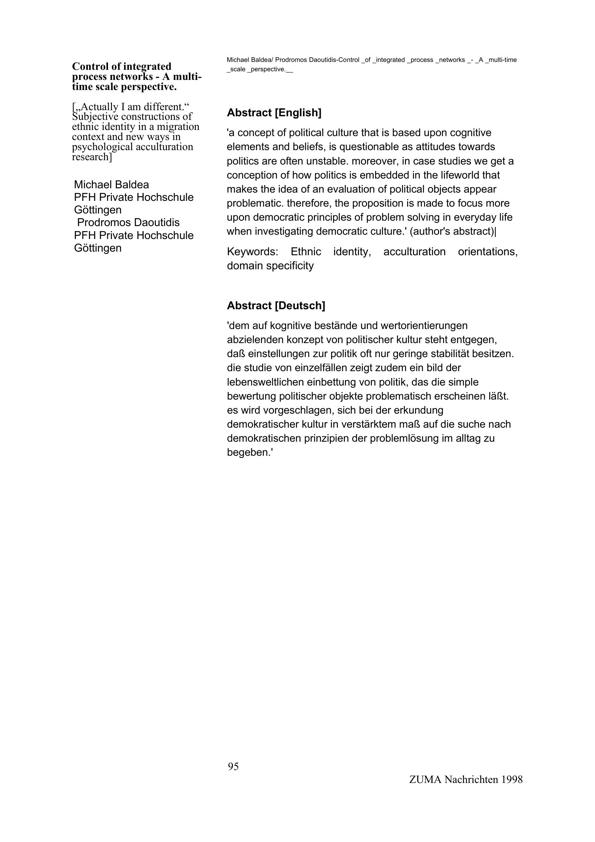 Michael Baldea/ Prodromos Daoutidis-Control _of _integrated _process _networks _- _A _multi-time
_scale _perspective.__
Control of integrated
process networks - A multi-
time scale perspective.
[„Actually I am different.“
Subjective constructions of
ethnic identity in a migration
context and new ways in
psychological acculturation
research]
Michael Baldea
PFH Private Hochschule
Göttingen
Prodromos Daoutidis
PFH Private Hochschule
Göttingen
Abstract [English]
'a concept of political culture that is based upon cognitive
elements and beliefs, is questionable as attitudes towards
politics are often unstable. moreover, in case studies we get a
conception of how politics is embedded in the lifeworld that
makes the idea of an evaluation of political objects appear
problematic. therefore, the proposition is made to focus more
upon democratic principles of problem solving in everyday life
when investigating democratic culture.' (author's abstract)|
Keywords: Ethnic identity, acculturation orientations,
domain specificity
Abstract [Deutsch]
'dem auf kognitive bestände und wertorientierungen
abzielenden konzept von politischer kultur steht entgegen,
daß einstellungen zur politik oft nur geringe stabilität besitzen.
die studie von einzelfällen zeigt zudem ein bild der
lebensweltlichen einbettung von politik, das die simple
bewertung politischer objekte problematisch erscheinen läßt.
es wird vorgeschlagen, sich bei der erkundung
demokratischer kultur in verstärktem maß auf die suche nach
demokratischen prinzipien der problemlösung im alltag zu
begeben.'
95
ZUMA Nachrichten 1998